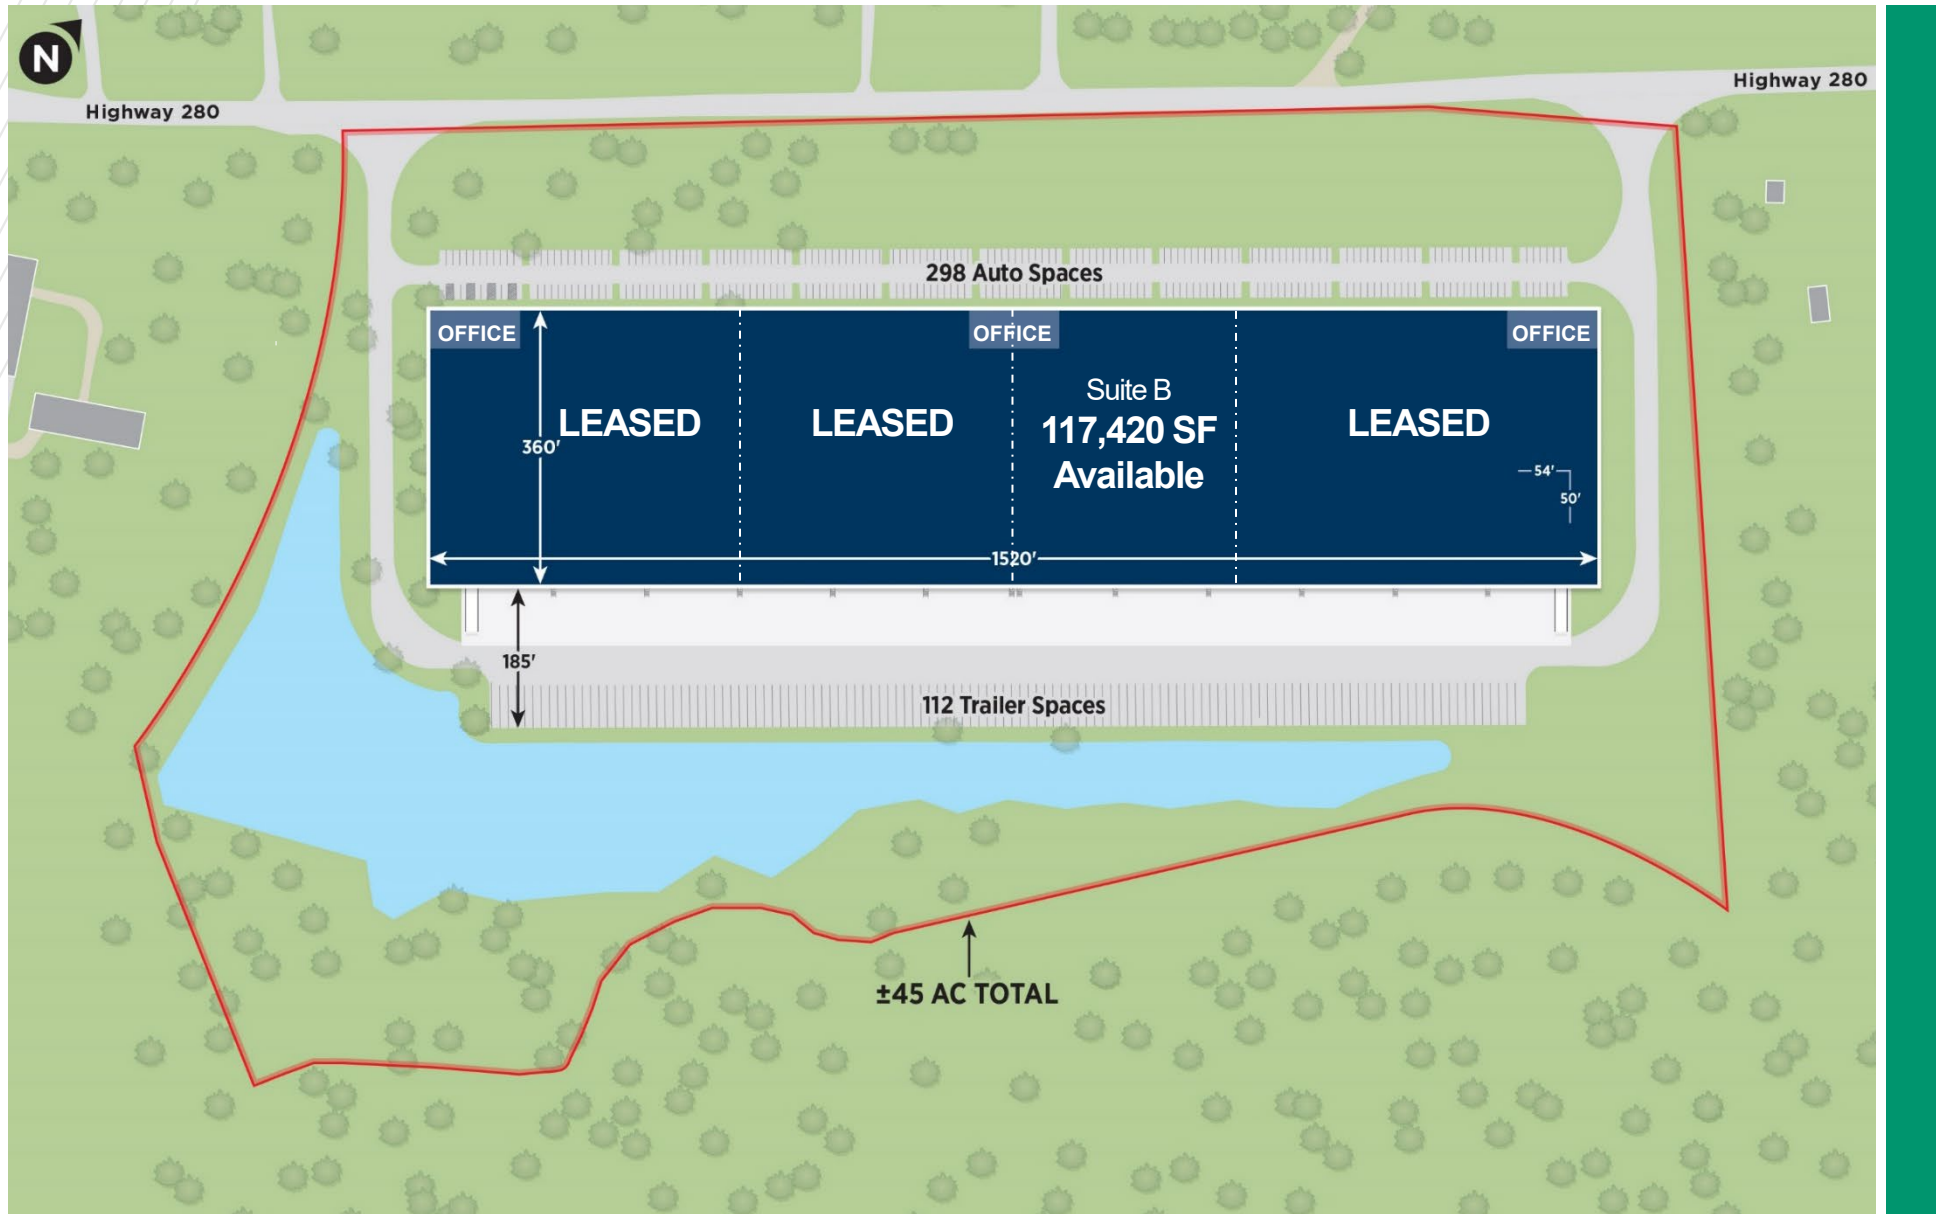 N
Highway 280
Highway 280
298 Auto Spaces
OFFICE
OFFICE
OFFICE
LEASED
LEASED
Suite B
117,420 SF
Available
LEASED
360'
54'
50'
1520'
185'
112 Trailer Spaces
±45 AC TOTAL